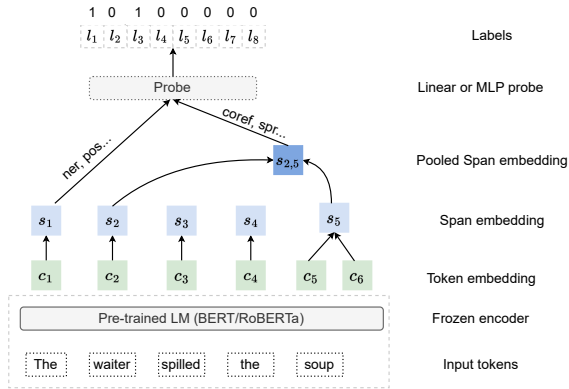 1 0 1 0 0 0 0 0
l1 l2 l3 l4 l5 l6 l7 l8 Labels
Probe Linear or MLP probe
ner, pos... coref, spr...
s2,5 Pooled Span embedding
s1 s2 s3 s4 s5 Span embedding
c1 c2 c3 c4 c5 c6 Token embedding
Pre-trained LM (BERT/RoBERTa) Frozen encoder
The waiter spilled the soup Input tokens